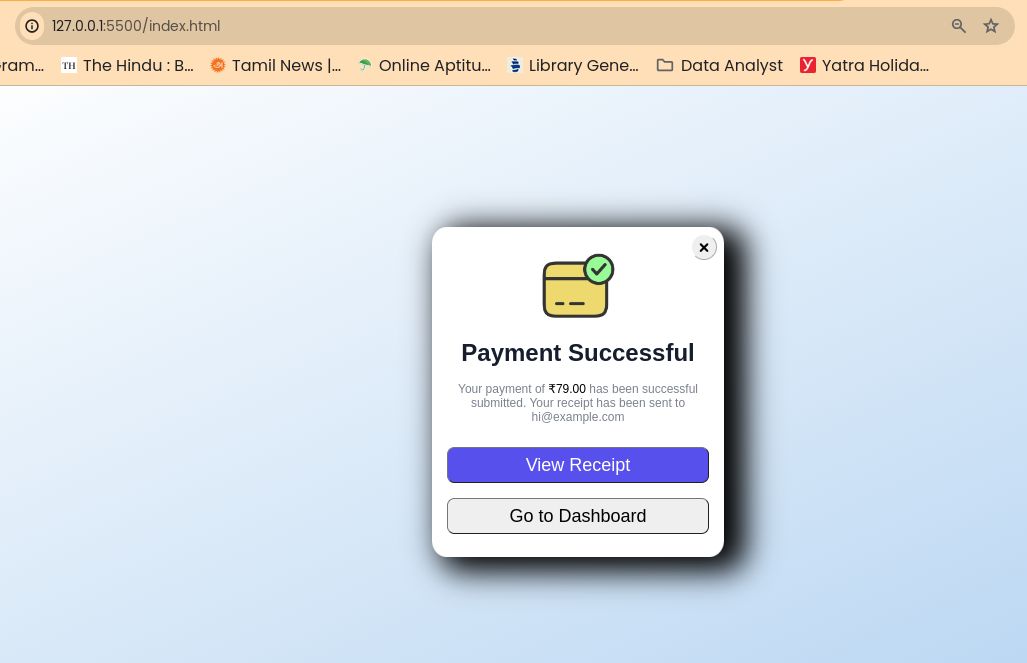 127.0.0.1:5500/index.html
ram... TH The Hindu : B... Tamil News |... Online Aptitu... Library Gene... Data Analyst Y Yatra Holida...
Payment Successful
Your payment of ₹79.00 has been successful
submitted. Your receipt has been sent to
hi@example.com
View Receipt
Go to Dashboard